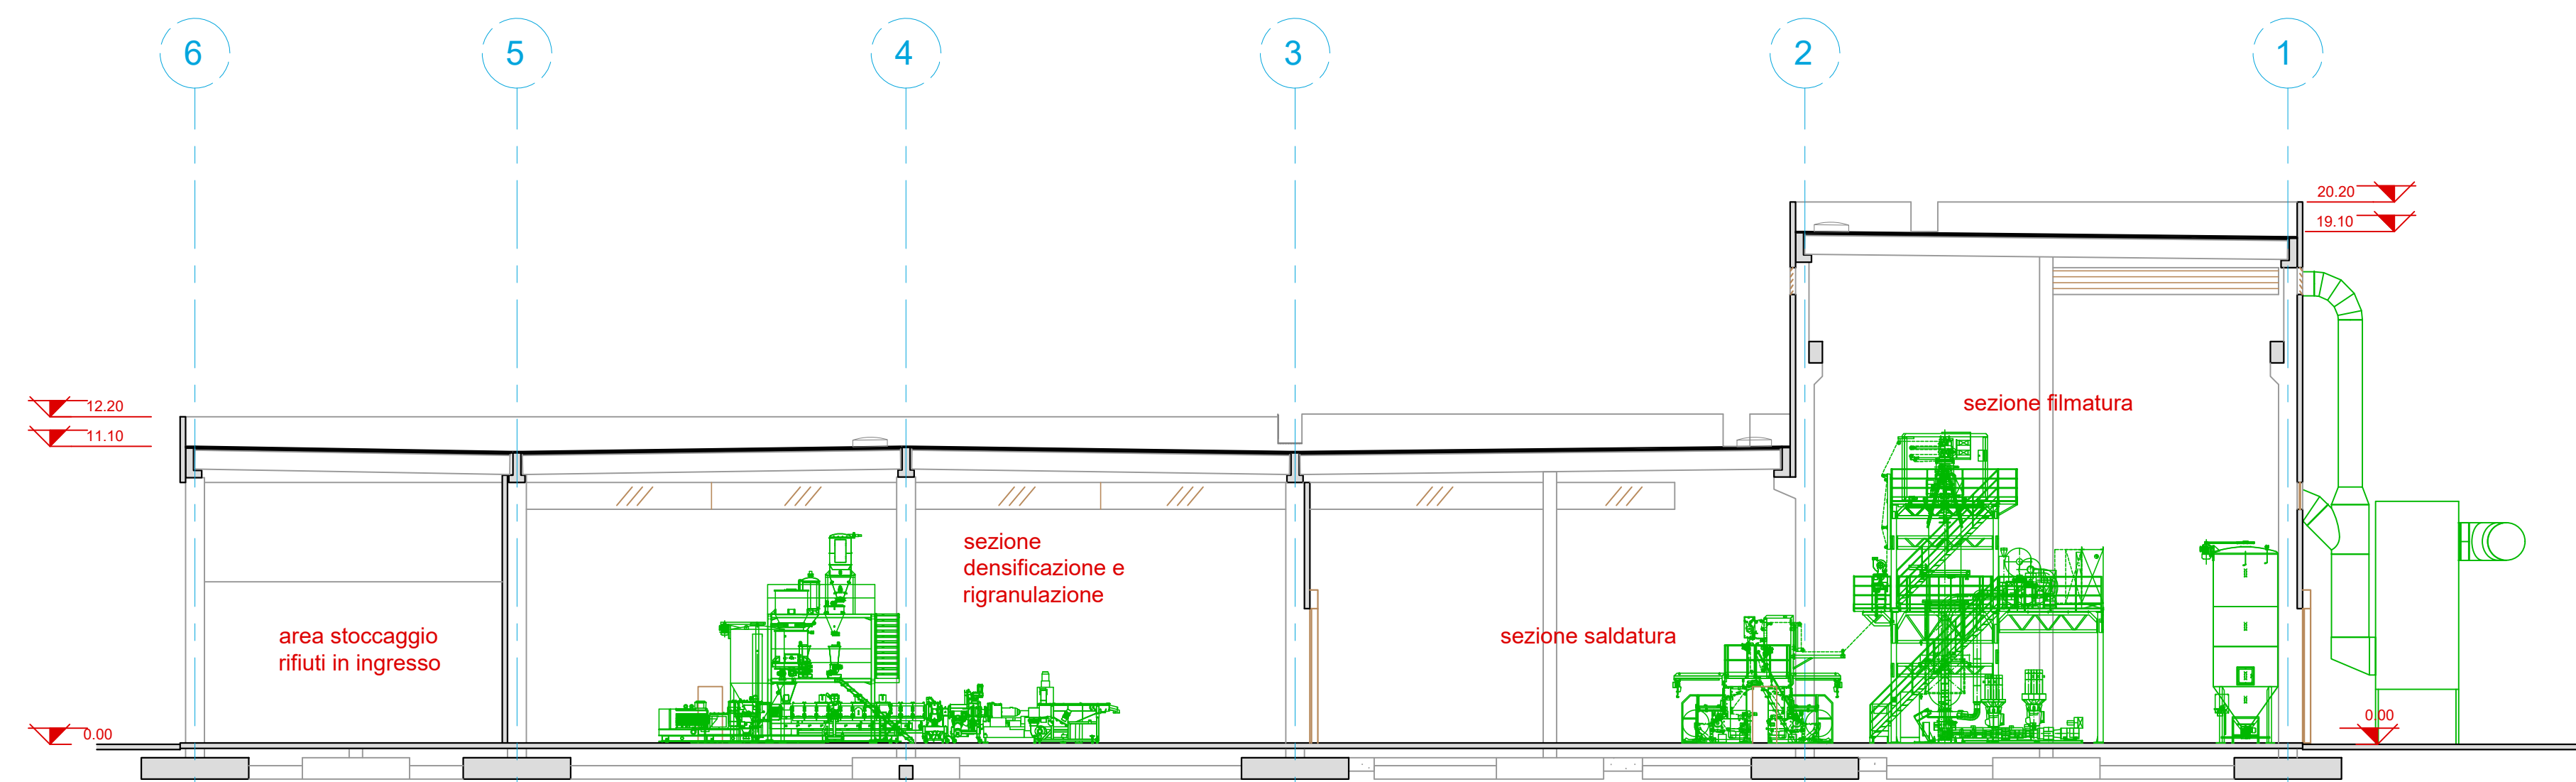 6 5 4 3 2 1
20.20
19.10
12.20
11.10
sezione filmatura
sezione
densificazione e
rigranulazione
area stoccaggio
rifiuti in ingresso
sezione saldatura
0.00
0.00